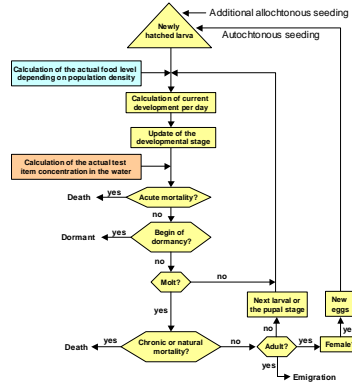 Additional allochtonous seeding
Newly
hatched larva
Autochtonous seeding
Calculation of the actual food level
depending on population density
Calculation of current
development per day
Update of the
developmental stage
Calculation of the actual test
item concentration in the water
Death
yes
Acute mortality?
no
Dormant
yes
Begin of
dormancy?
no
Molt?
no
Next larval or
the pupal stage
New
eggs
yes
no
yes
Death
yes
Chronic or natural
mortality?
no
Adult?
yes
Female?
yes
Emigration